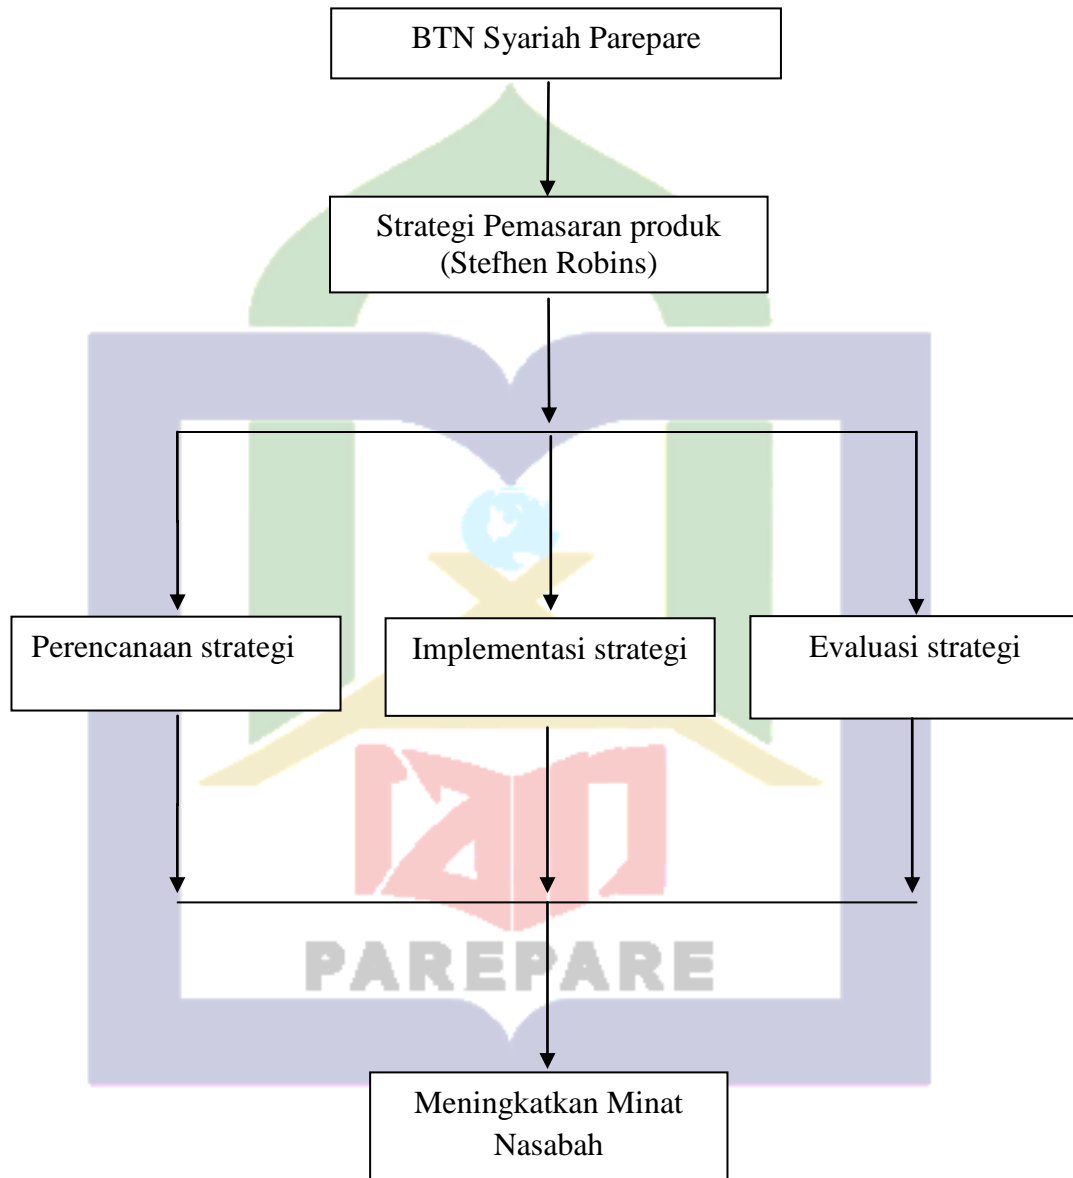 BTN Syariah Parepare
Strategi Pemasaran produk
(Stefhen Robins)
Perencanaan strategi
Implementasi strategi
Evaluasi strategi
PAREPARE
Meningkatkan Minat
Nasabah